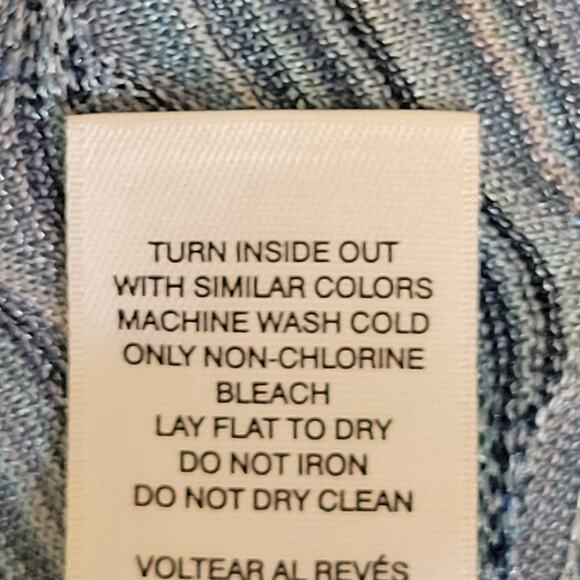 TURN INSIDE OUT
WITH SIMILAR COLORS
MACHINE WASH COLD
ONLY NON-CHLORINE
BLEACH
LAY FLAT TO DRY
DO NOT IRON
DO NOT DRY CLEAN
VOLTEAR AL REVÉS